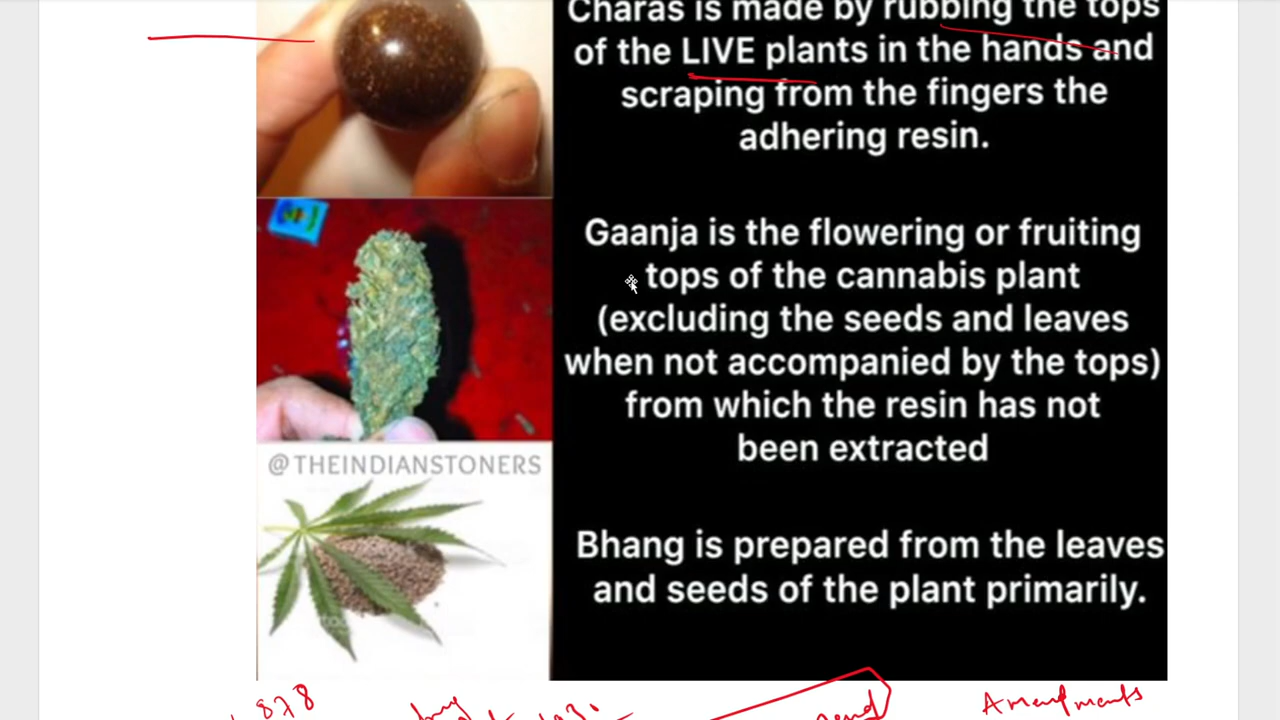 Charas is made by rubbing the tops
of the LIVE plants in the hands and
scraping from the fingers the
adhering resin.
Gaanja is the flowering or fruiting
tops of the cannabis plant
(excluding the seeds and leaves
when not accompanied by the tops)
from which the resin has not
been extracted
@THEINDIANSTONERS
Bhang is prepared from the leaves
and seeds of the plant primarily.
Amendments